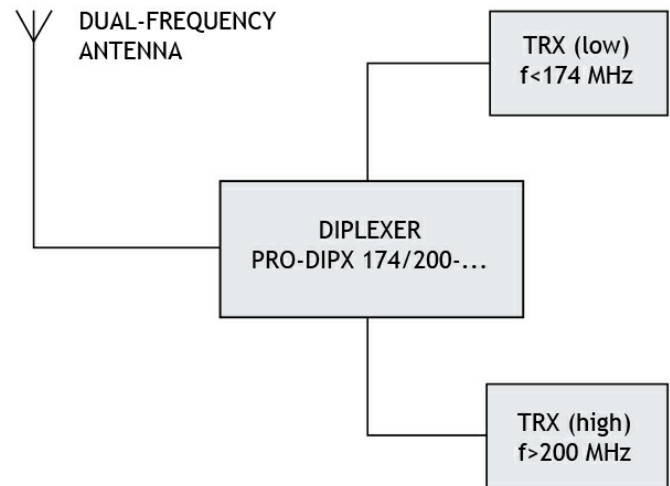 DUAL-FREQUENCY
ANTENNA
TRX (low)
f<174 MHz
DIPLEXER
PRO-DIPX 174/200-...
TRX (high)
f>200 MHz